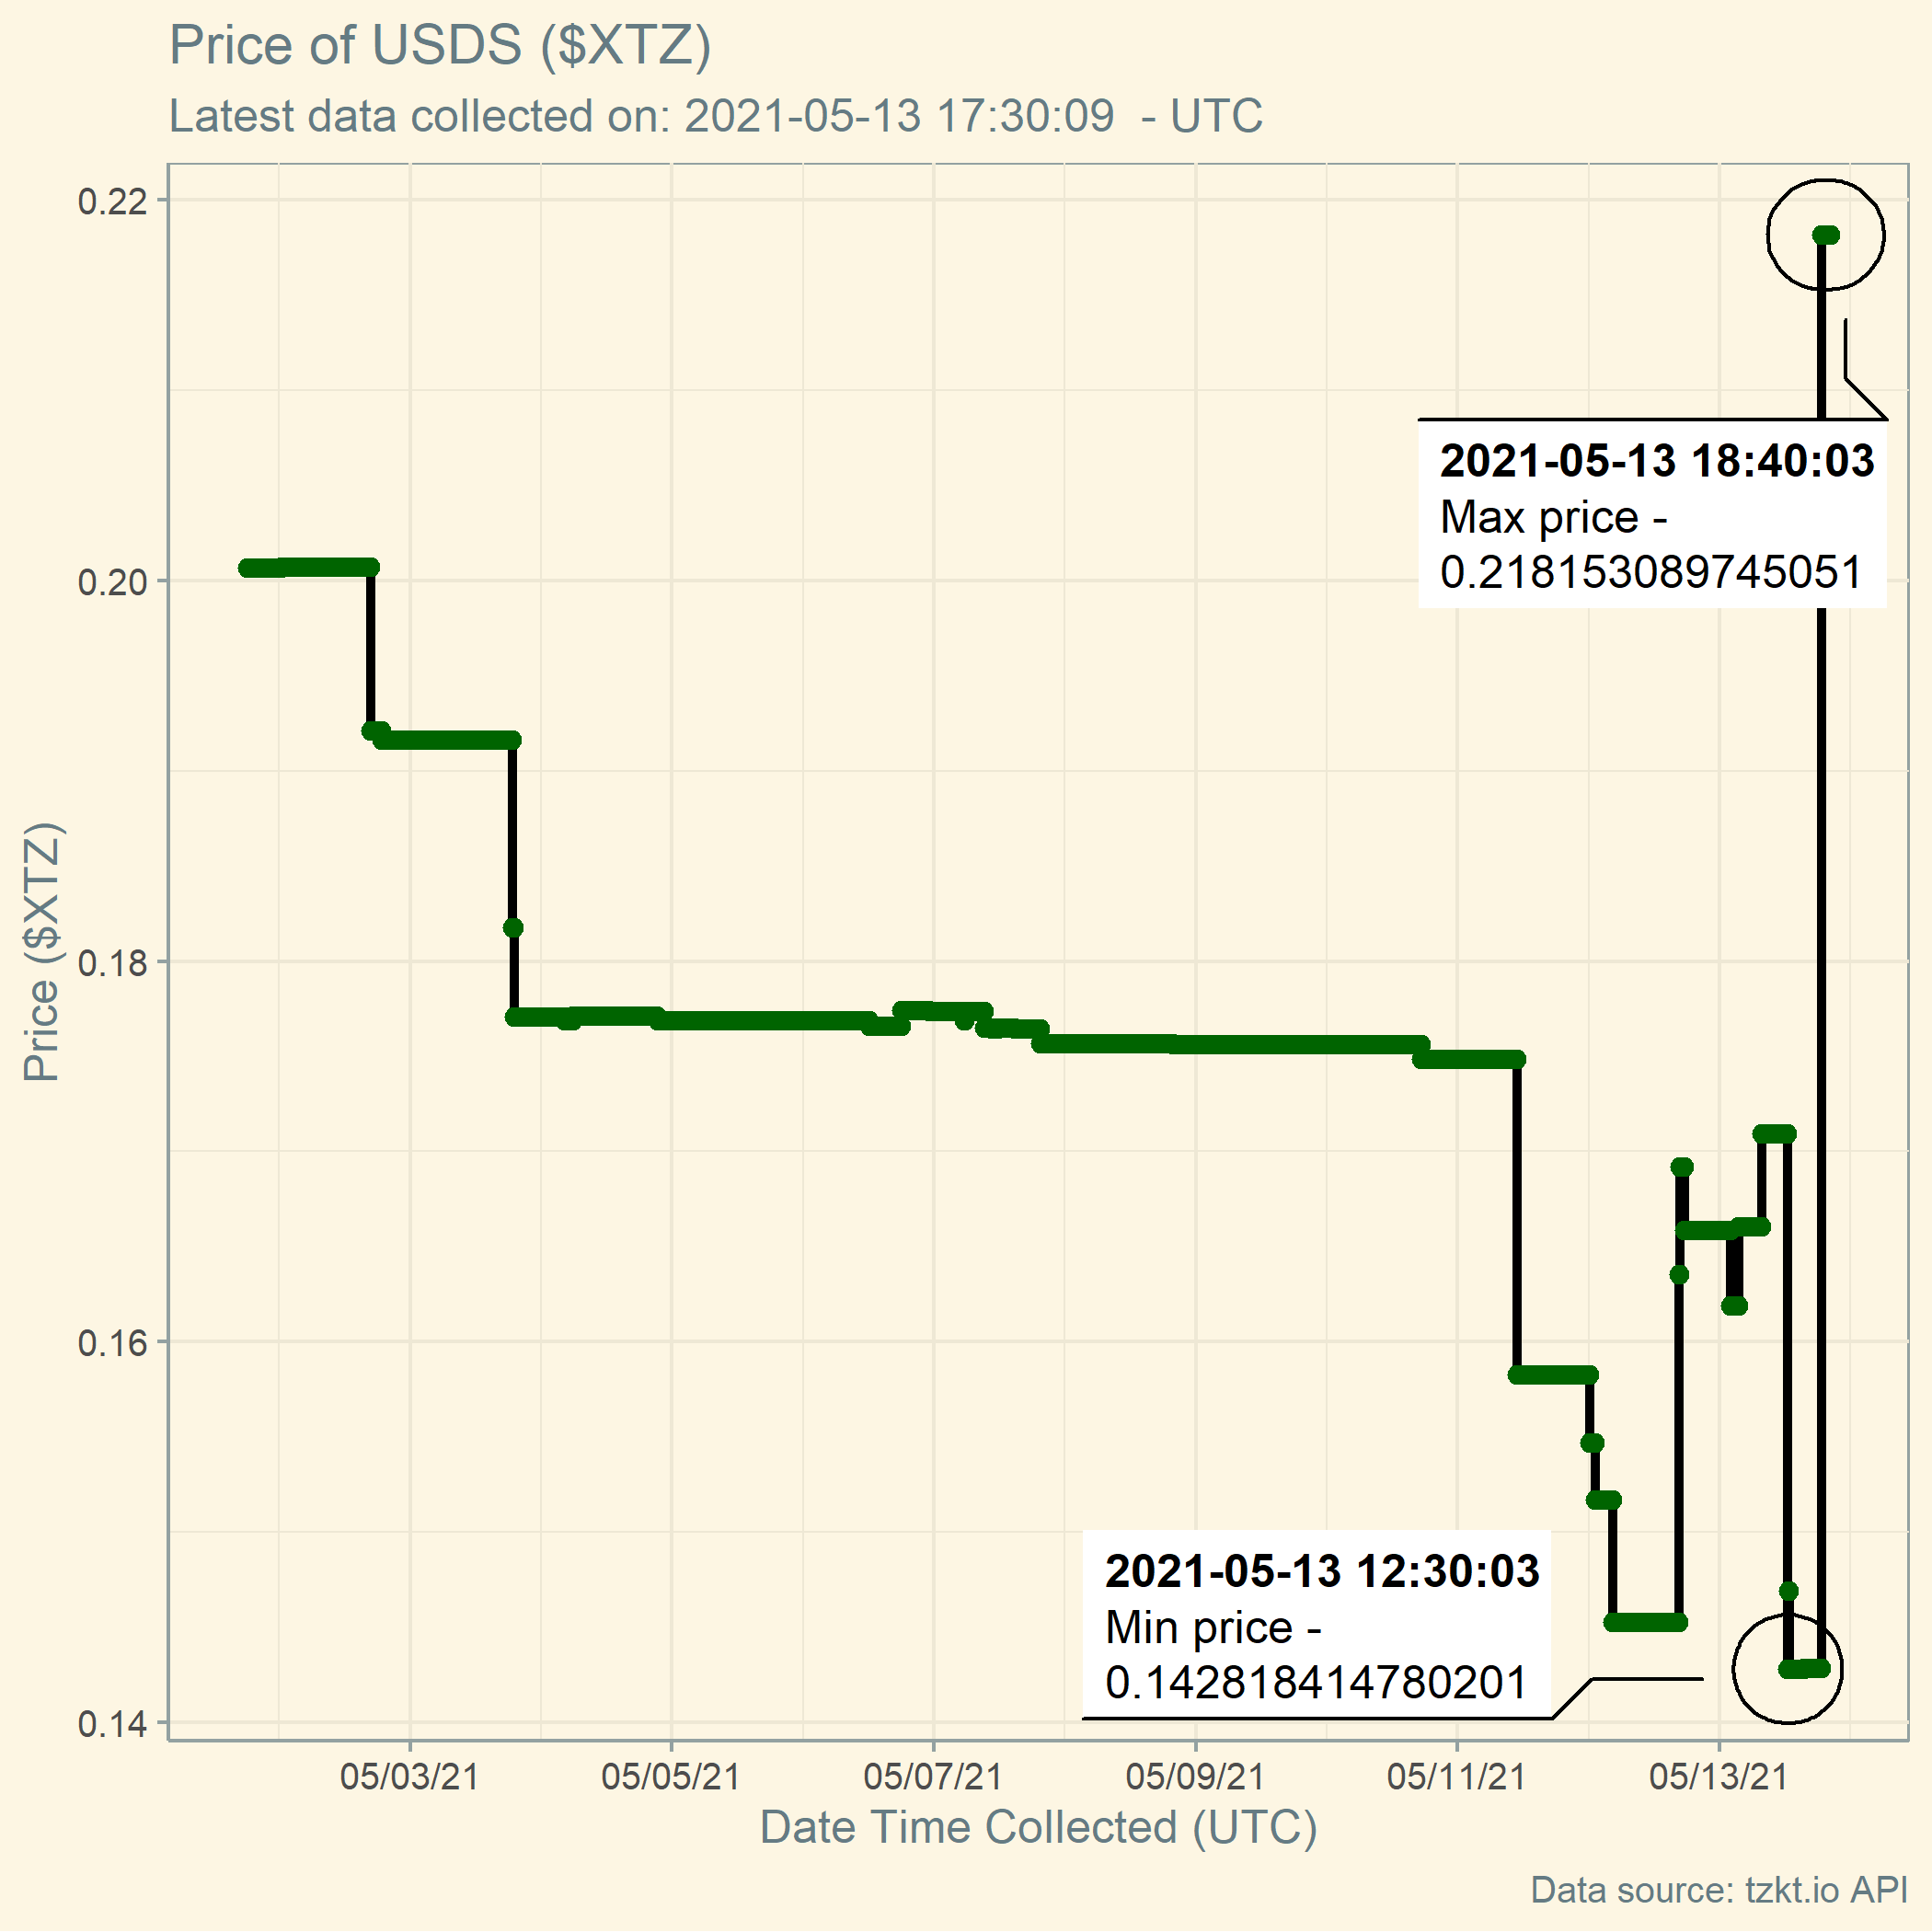 Price of USDS ($XTZ)
Latest data collected on: 2021-05-13 17:30:09  - UTC
0.22
0.20
0.18
0.16
0.14
Price ($XTZ)
2021-05-13 18:40:03
Max price -
0.218153089745051
2021-05-13 12:30:03
Min price -
0.142818414780201
05/03/21
05/05/21
05/07/21
05/09/21
05/11/21
05/13/21
Date Time Collected (UTC)
Data source: tzkt.io API